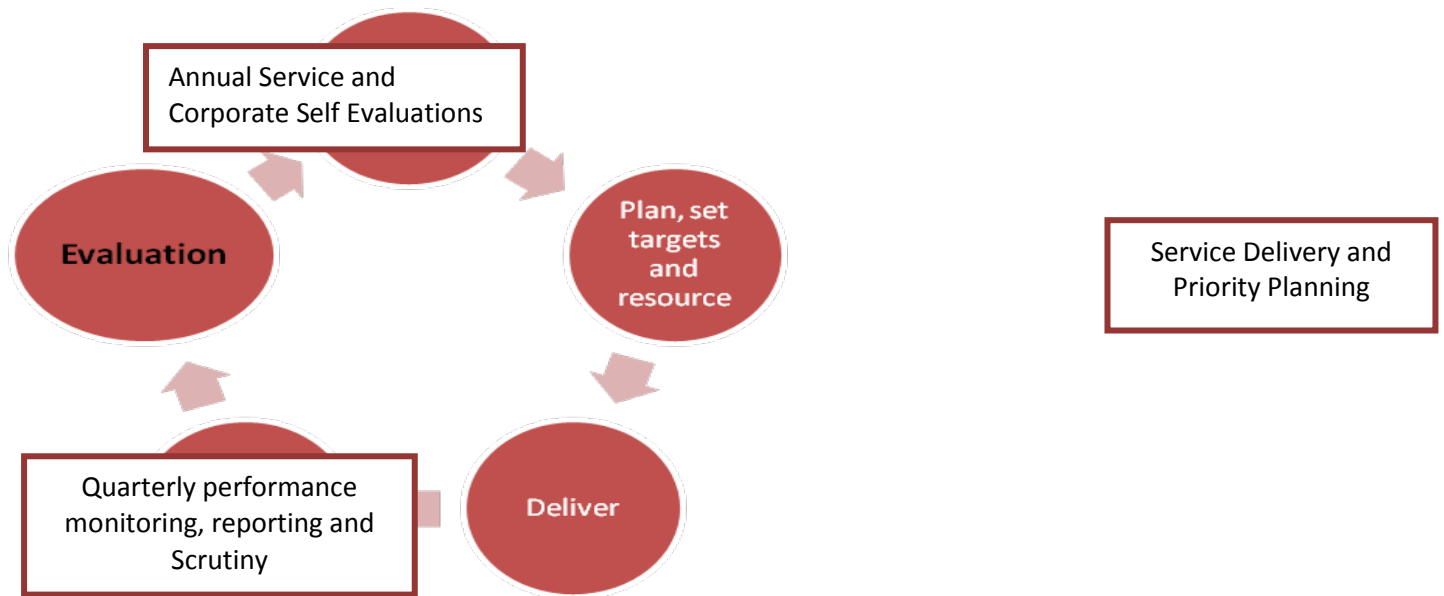 Annual Service and
Corporate Self Evaluations
Evaluation
Plan, set
targets
and
resource
Service Delivery and
Priority Planning
Quarterly performance
monitoring, reporting and
Scrutiny
Deliver